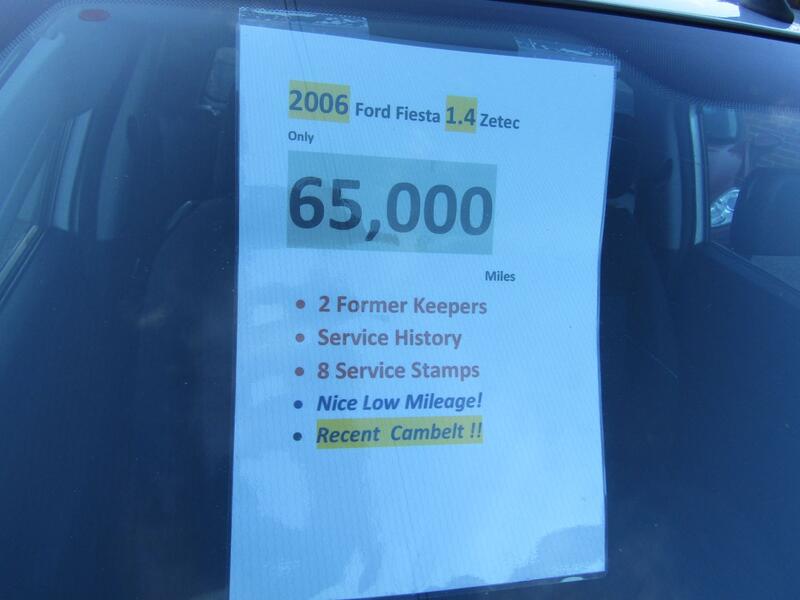 2006 Ford Fiesta 1.4 Zetec
Only
65,000
Miles
• 2 Former Keepers
• Service History
• 8 Service Stamps
• Nice Low Mileage!
• Recent Cambelt !!